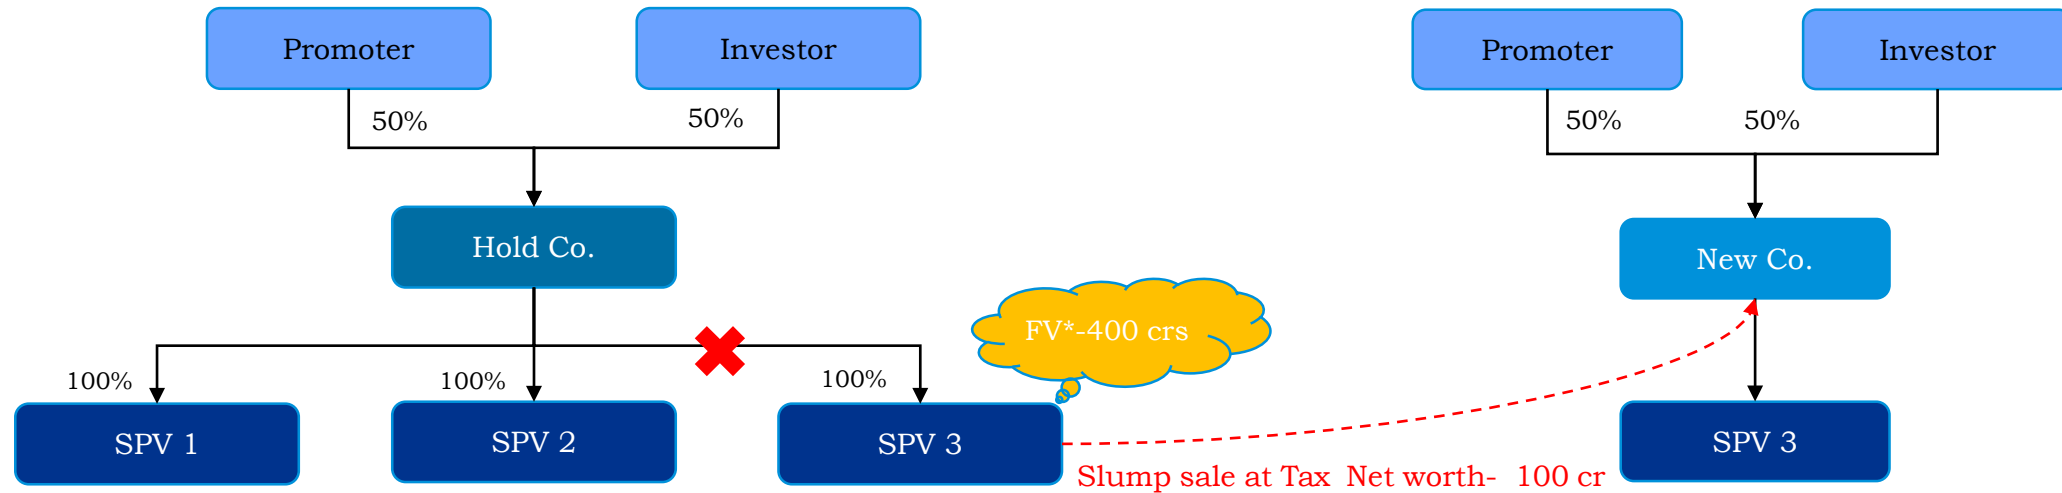 Promoter
Investor
50%
50%
Hold Co.
100%
100%
100%
SPV 1
SPV 2
SPV 3
FV*-400 crs
Slump sale at Tax Net worth- 100 cr
Promoter
Investor
50%
50%
New Co.
SPV 3